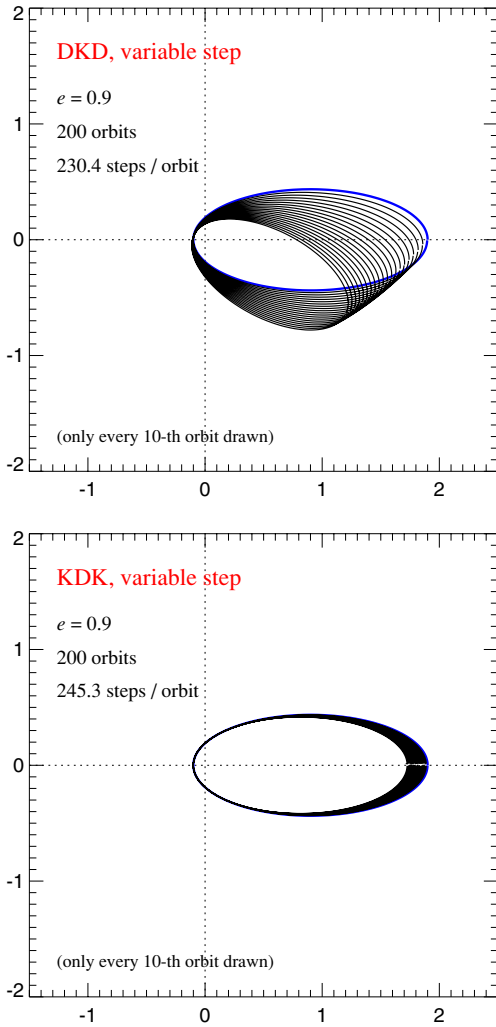 2
DKD, variable step
e = 0.9
200 orbits
1
230.4 steps / orbit
0
-1
(only every 10-th orbit drawn)
-2
-1 0 1 2
2
KDK, variable step
e = 0.9
200 orbits
1
245.3 steps / orbit
0
-1
(only every 10-th orbit drawn)
-2
-1 0 1 2